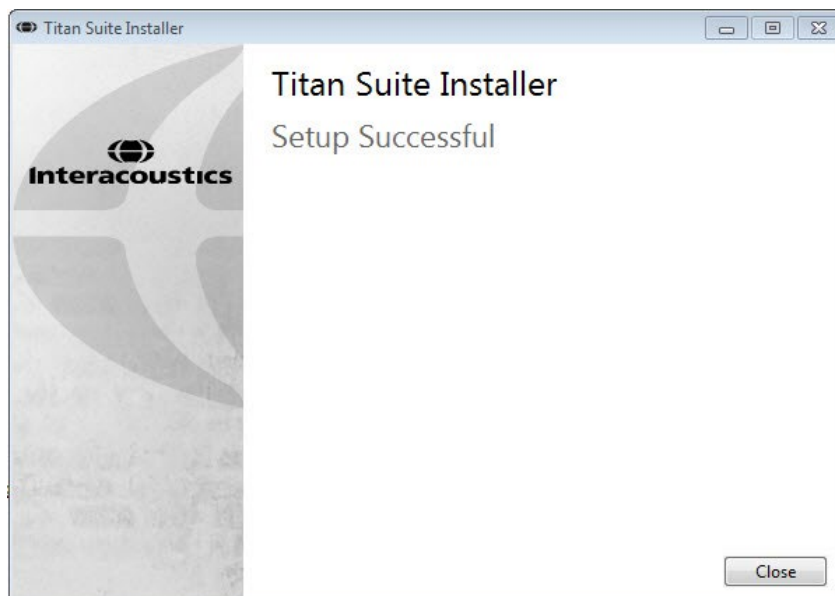 Titan Suite Installer
Titan Suite Installer
Setup Successful
Interacoustics
Close